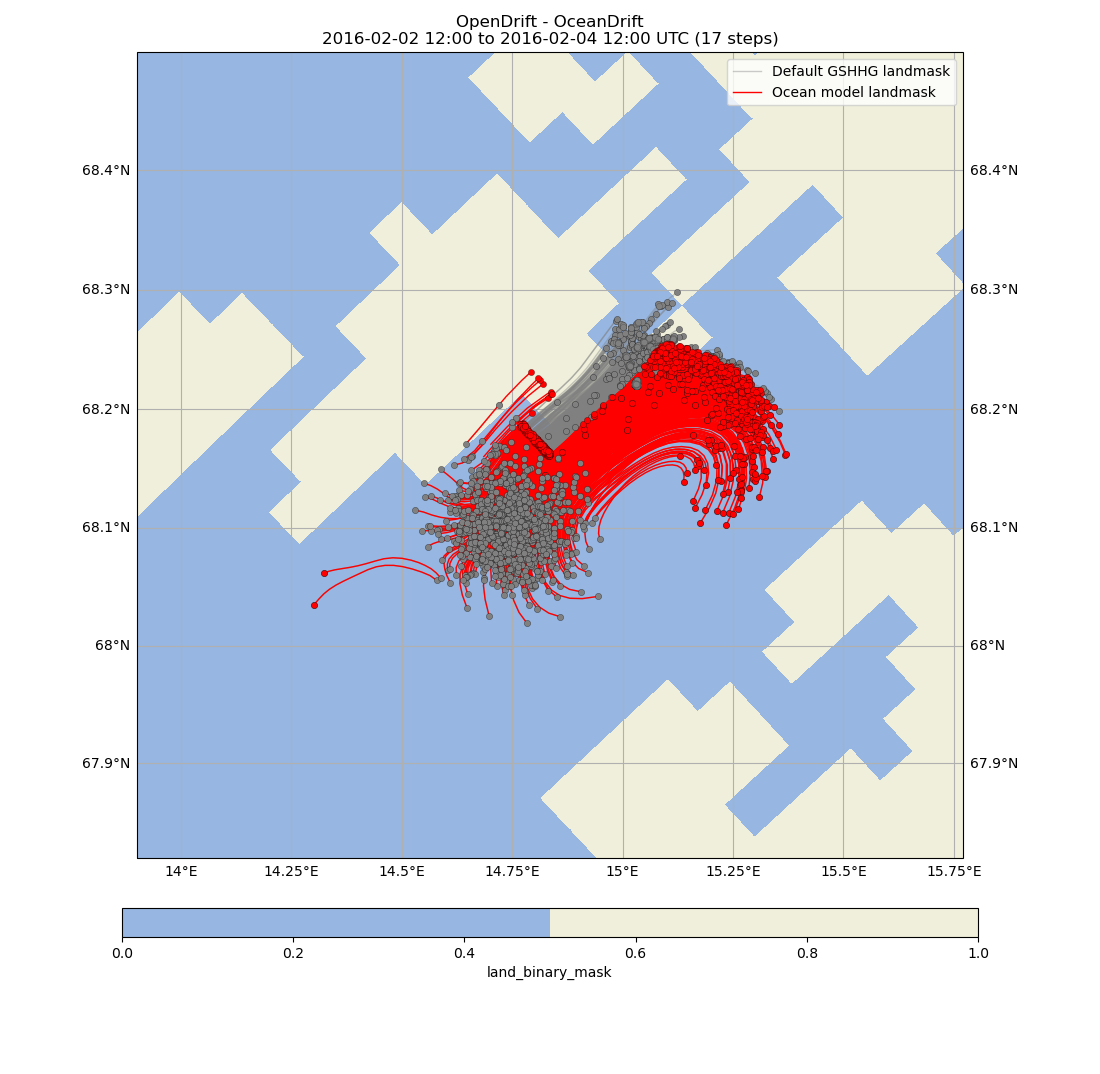 OpenDrift - OceanDrift
2016-02-02 12:00 to 2016-02-04 12:00 UTC (17 steps)
Default GSHHG landmask
Ocean model landmask
68.4°N 68.4°N
68.3°N 68.3°N
68.2°N 68.2°N
68.1°N 68.1°N
68°N 68°N
67.9°N 67.9°N
14°E 14.25°E 14.5°E 14.75°E 15°E 15.25°E 15.5°E 15.75°E
0.0 0.2 0.4 0.6 0.8 1.0
land_binary_mask